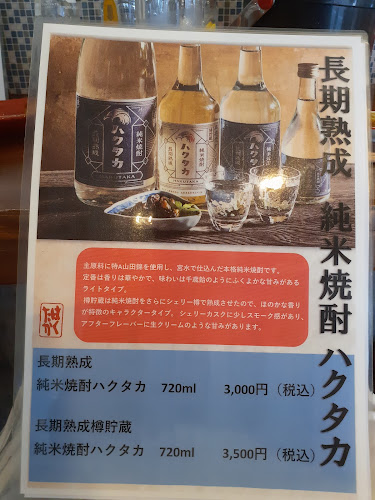 長期熟成 純米焼酎 ハクタカ
純米焼酎
ハクタカ
HAKUTAKA
純米焼酎
ハクタカ
純米焼酎
ハクタカ
主原料に特A山田錦を使用し、宮水で仕込んだ本格純米焼酎です。
定番は香りは華やかで、味わいは千歳飴のようにふくよかな甘みがある
ライトタイプ。
樽貯蔵は純米焼酎をさらにシェリー樽で熟成させたので、ほのかな香り
が特徴のキャラクタータイプ。シェリーカスクに少しスモーク感があり、
アフターフレーバーに生クリームのような甘みがあります。
はくたか
長期熟成
純米焼酎ハクタカ 720ml 3,000円（税込）
長期熟成樽貯蔵
純米焼酎ハクタカ 720ml 3,500円（税込）